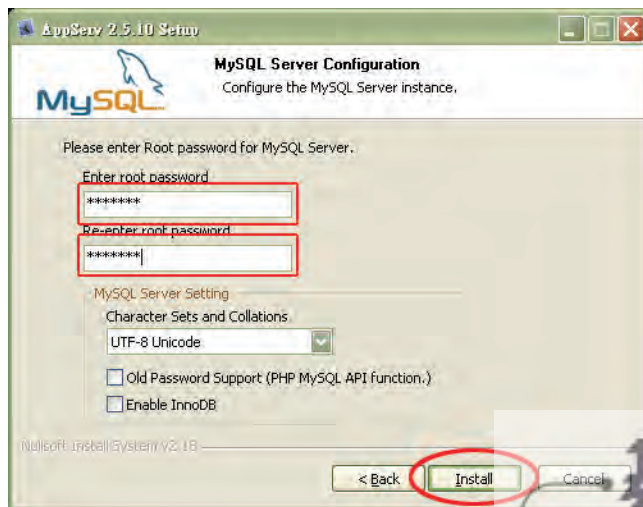 AppServ 2.5.10 Setup
MySQL
MySQL Server Configuration
Configure the MySQL Server instance.
Please enter Root password for MySQL Server.
Enter root password
*******
Re-enter root password
*******
MySQL Server Setting
Character Sets and Collations
UTF-8 Unicode
Old Password Support (PHP MySQL API function.)
Enable InnoDB
Nullsoft Install System v2.18
< Back
Install
Cancel